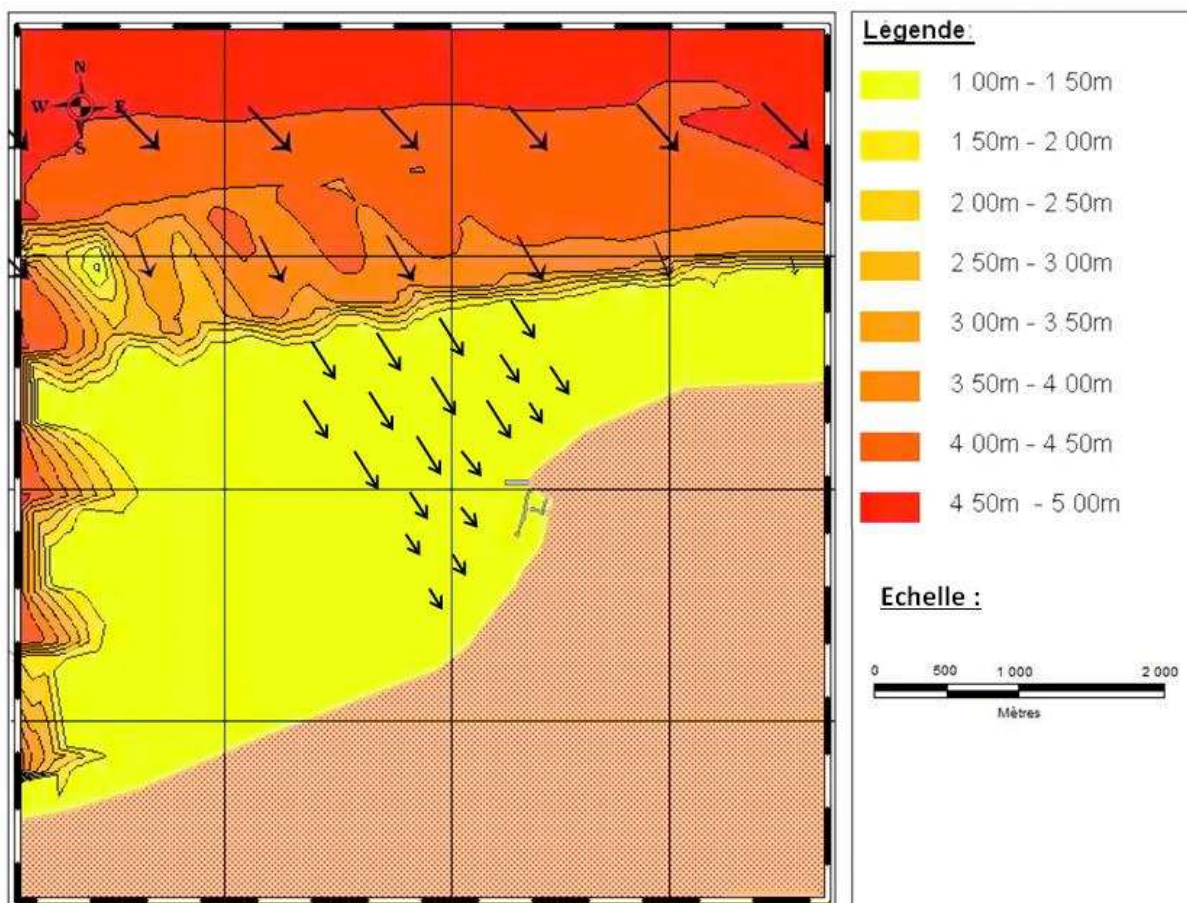 N
W E
S
Légende:
1 00m - 1 50m
1 50m - 2 00m
2 00m - 2 50m
2 50m - 3 00m
3 00m - 3 50m
3 50m - 4 00m
4 00m - 4 50m
4 50m - 5 00m
Echelle :
0 500 1 000 2 000
Mètres